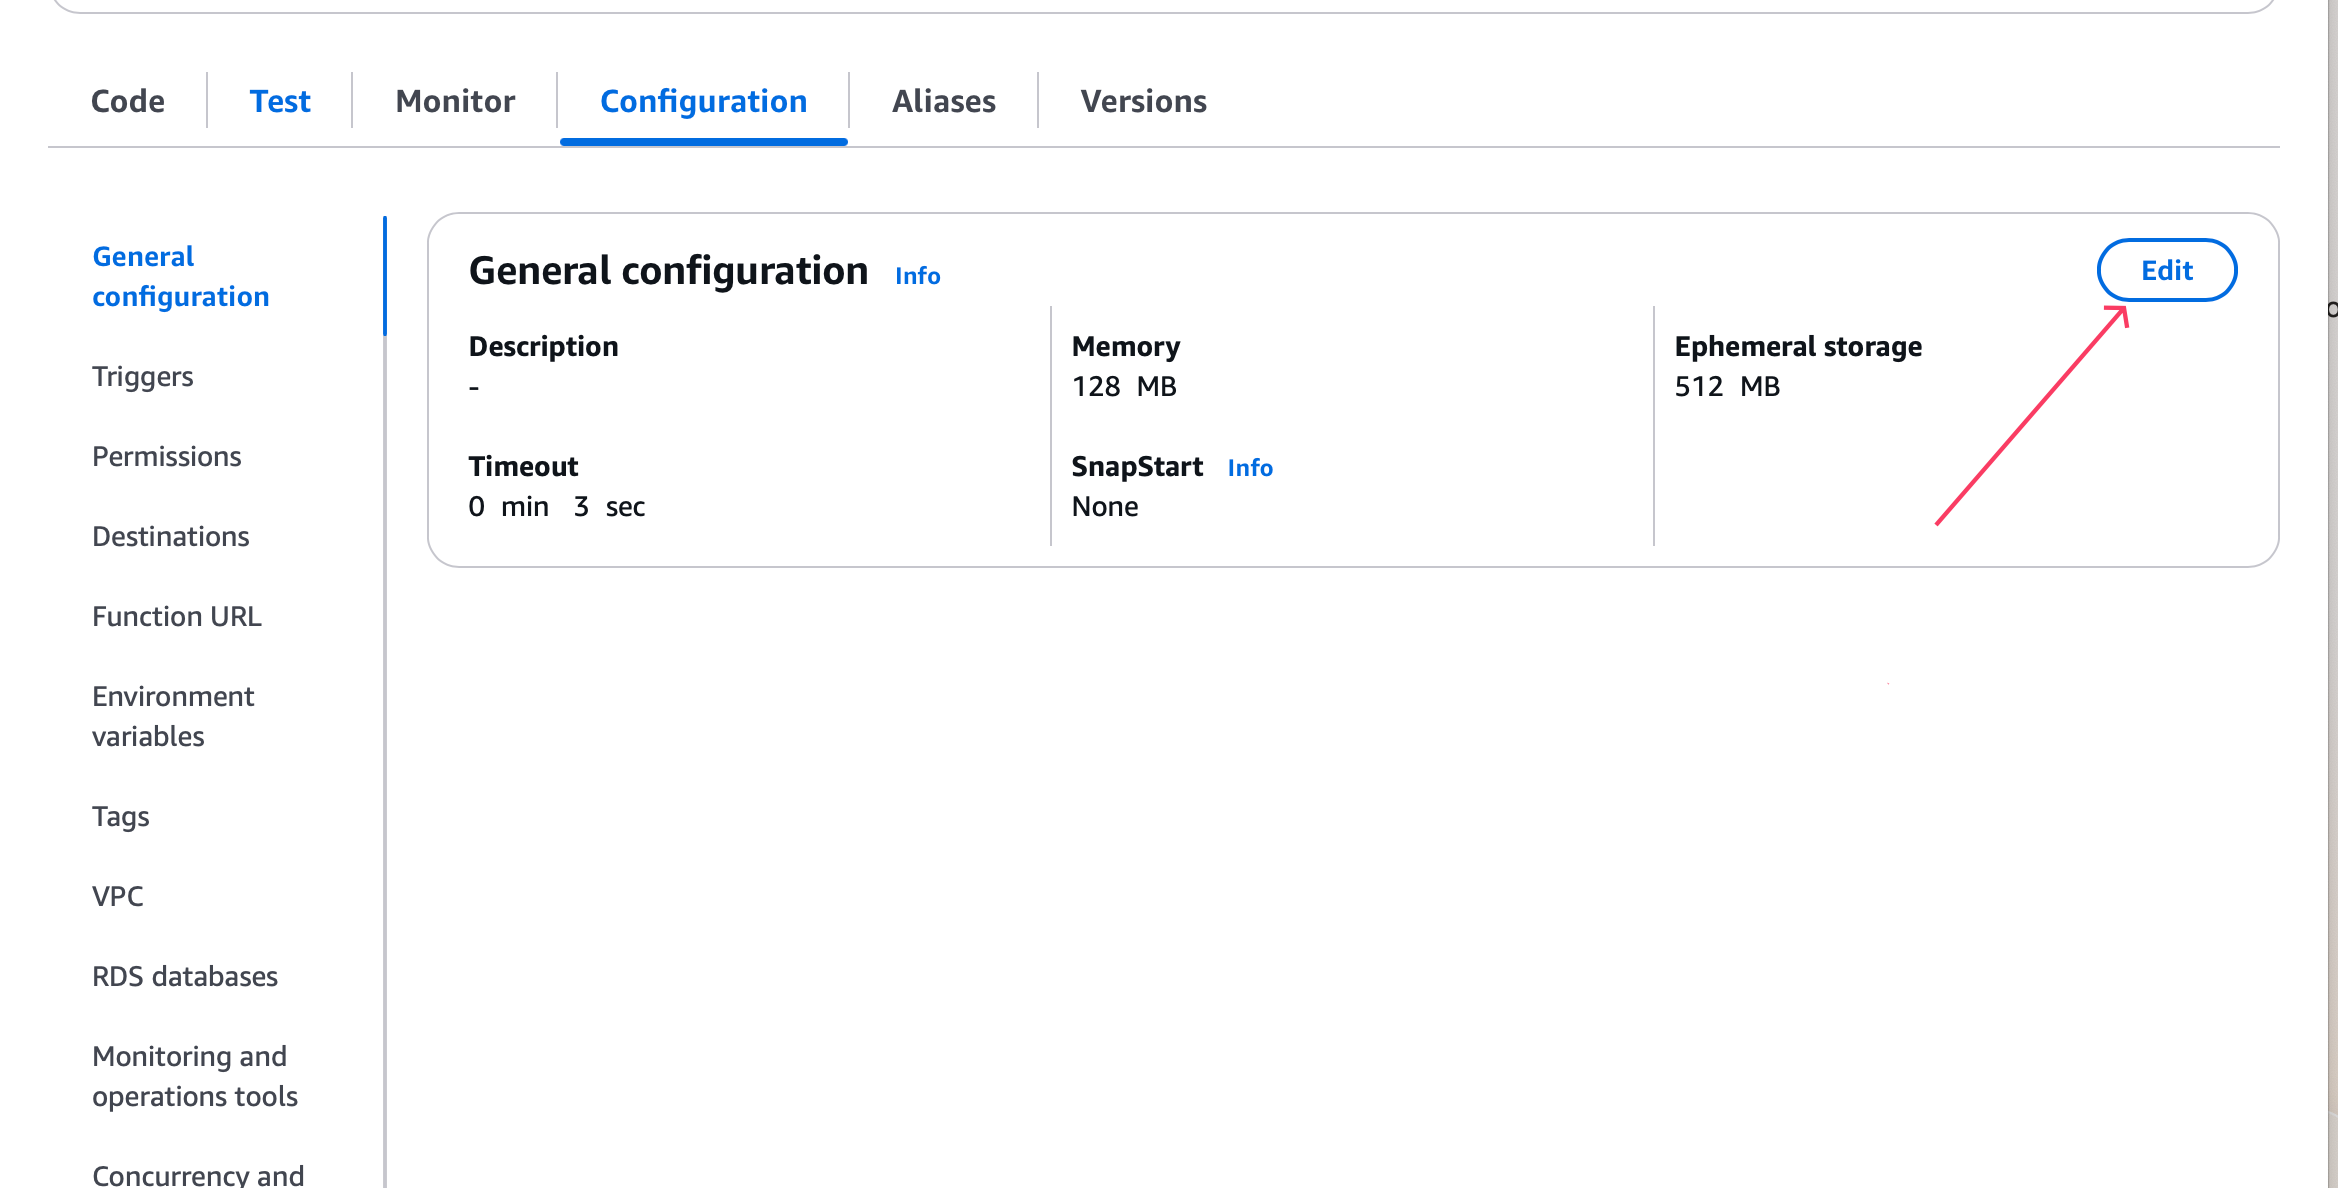 Code Test Monitor Configuration Aliases Versions
General
configuration
Triggers
Permissions
Destinations
Function URL
Environment
variables
Tags
VPC
RDS databases
Monitoring and
operations tools
Concurrency and
General configuration Info
Edit
Description
-
Timeout
0 min 3 sec
Memory
128 MB
SnapStart Info
None
Ephemeral storage
512 MB